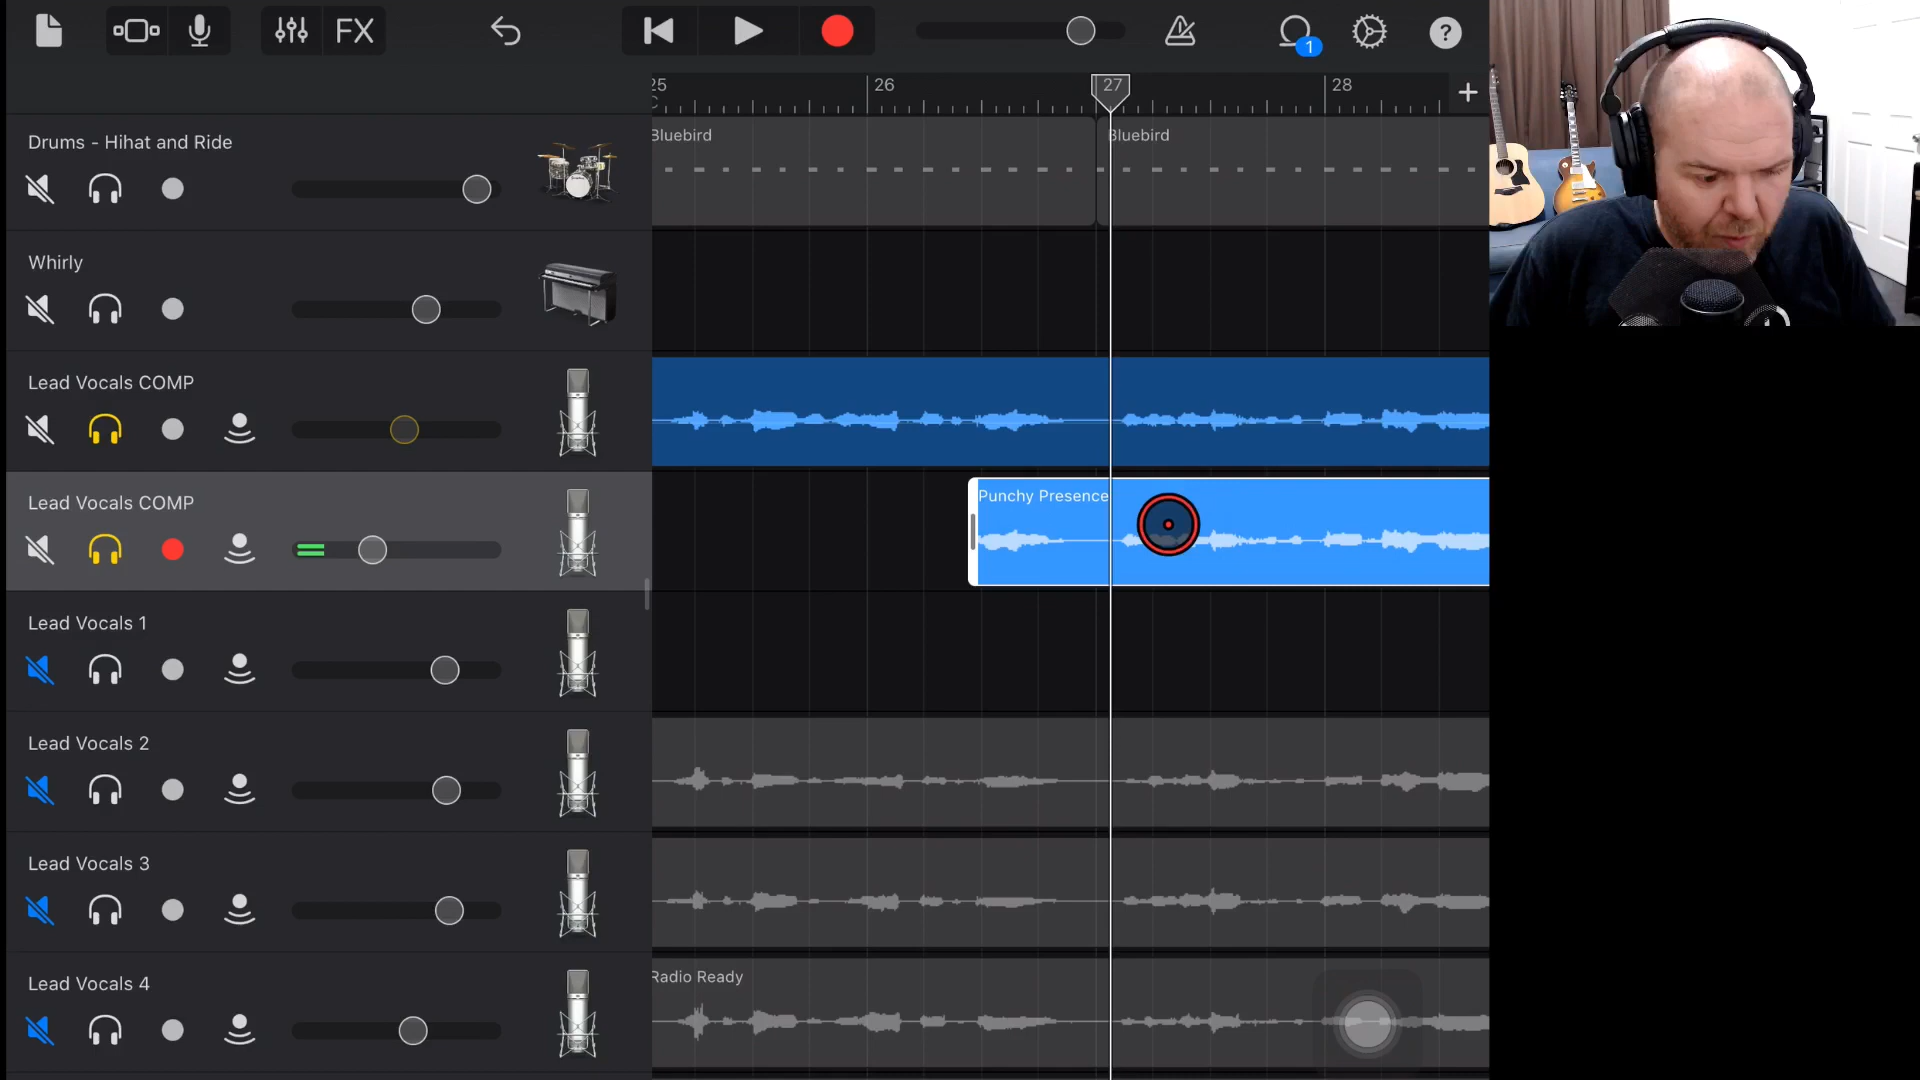 FX
1
?
25
26
27
28
+
Drums - Hihat and Ride
Bluebird
Bluebird
Whirly
Lead Vocals COMP
Lead Vocals COMP
Punchy Presence
Lead Vocals 1
Lead Vocals 2
Lead Vocals 3
Lead Vocals 4
Radio Ready